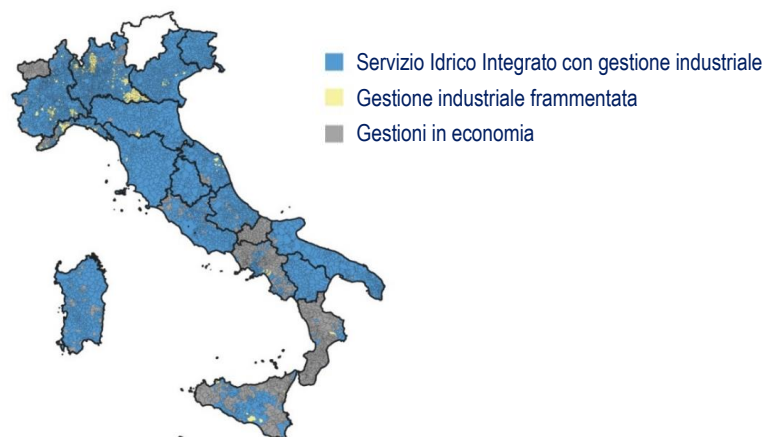 Servizio Idrico Integrato con gestione industriale
Gestione industriale frammentata
Gestioni in economia